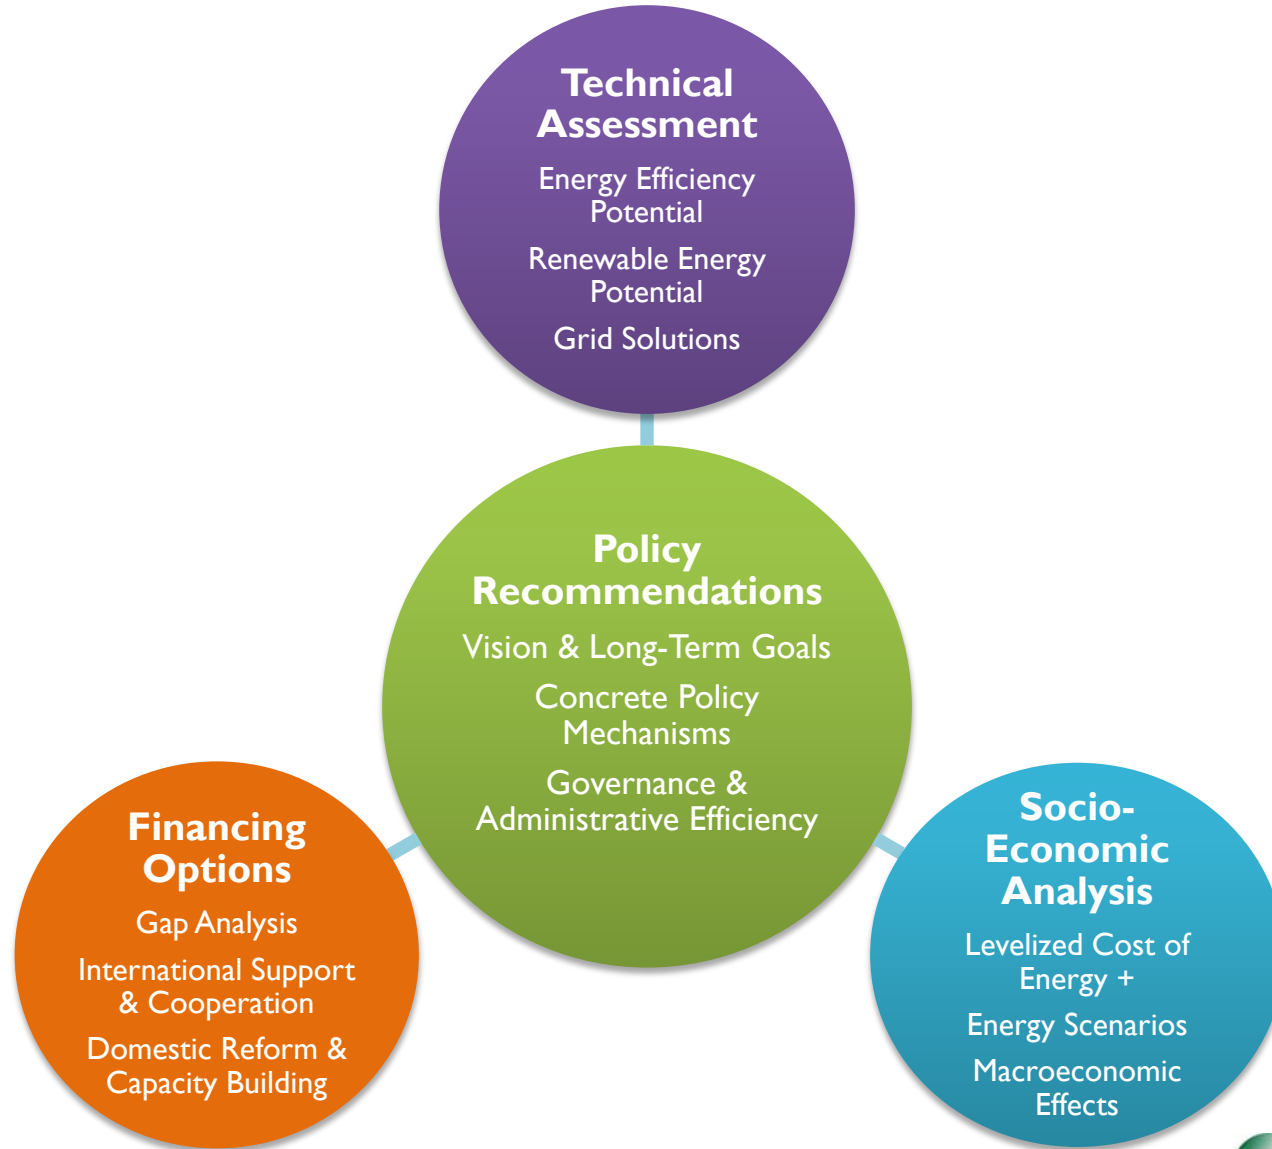 Technical
Assessment
Energy Efficiency
Potential
Renewable Energy
Potential
Grid Solutions
Policy
Recommendations
Vision & Long-Term Goals
Concrete Policy
Mechanisms
Governance &
Administrative Efficiency
Financing
Options
Gap Analysis
International Support
& Cooperation
Domestic Reform &
Capacity Building
Socio-
Economic
Analysis
Levelized Cost of
Energy +
Energy Scenarios
Macroeconomic
Effects